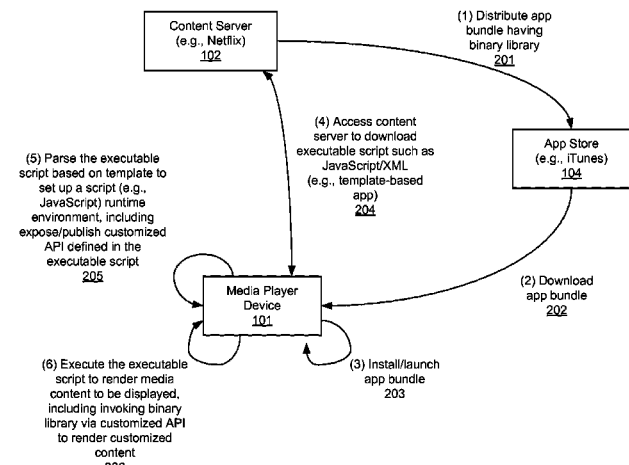 Content Server
(e.g., Netflix)
102
(1) Distribute app
bundle having
binary library
201
(4) Access content
server to download
executable script such as
JavaScript/XML
(e.g., template-based
app)
204
App Store
(e.g., iTunes)
104
(5) Parse the executable
script based on template to
set up a script (e.g.,
JavaScript) runtime
environment, including
expose/publish customized
API defined in the
executable script
205
Media Player
Device
101
(2) Download
app bundle
202
(3) Install/launch
app bundle
203
(6) Execute the executable
script to render media
content to be displayed,
including invoking binary
library via customized API
to render customized
content